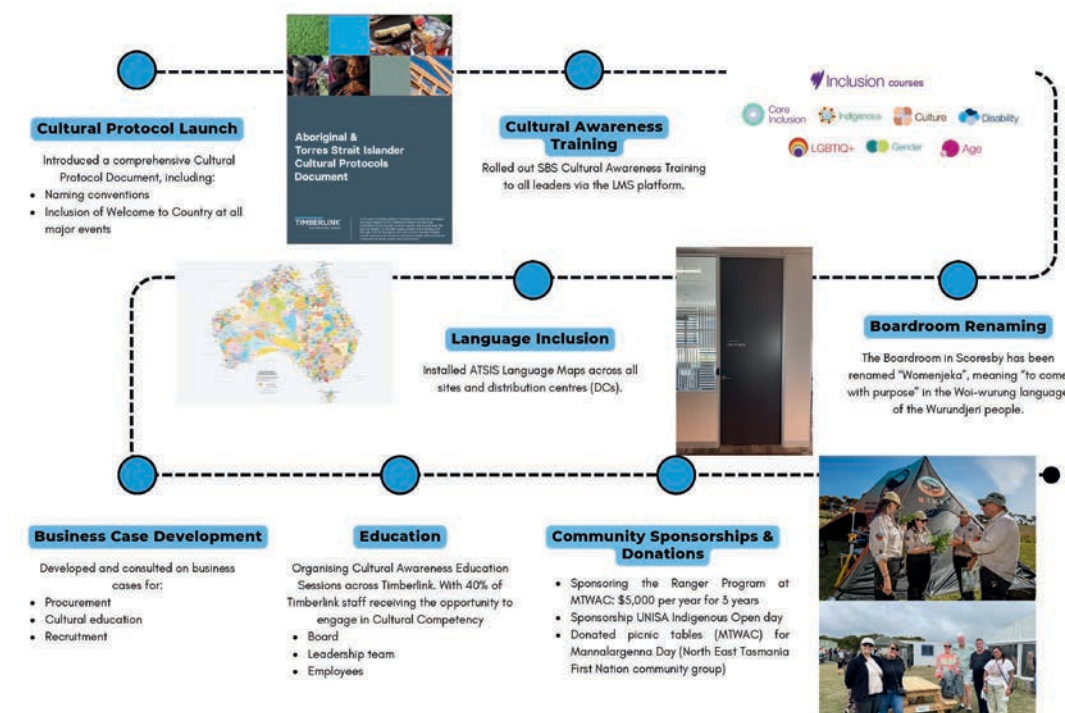 Cultural Protocol Launch
Introduced a comprehensive Cultural
Protocol Document, including:
• Naming conventions
• Inclusion of Welcome to Country at all
major events
Aboriginal &
Torres Strait Islander
Cultural Protocols
Document
TIMBERLINK
Cultural Awareness
Training
Rolled out SBS Cultural Awareness Training
to all leaders via the LMS platform.
Inclusion courses
Core
Inclusion
Indigenous
Culture
Disability
LGBTIQ+
Gender
Age
Language Inclusion
Installed ATSIS Language Maps across all
sites and distribution centres (DCs).
Boardroom Renaming
The Boardroom in Scoresby has been
renamed "Womenjeka", meaning "to come
with purpose" in the Woi-wurung language
of the Wurundjeri people.
Business Case Development
Developed and consulted on business
cases for:
• Procurement
• Cultural education
• Recruitment
Education
Organising Cultural Awareness Education
Sessions across Timberlink. With 40% of
Timberlink staff receiving the opportunity to
engage in Cultural Competency
• Board
• Leadership team
• Employees
Community Sponsorships &
Donations
• Sponsoring the Ranger Program at
MTWAC: $5,000 per year for 3 years
• Sponsorship UNISA Indigenous Open day
• Donated picnic tables (MTWAC) for
Mannalargenna Day (North East Tasmania
First Nation community group)